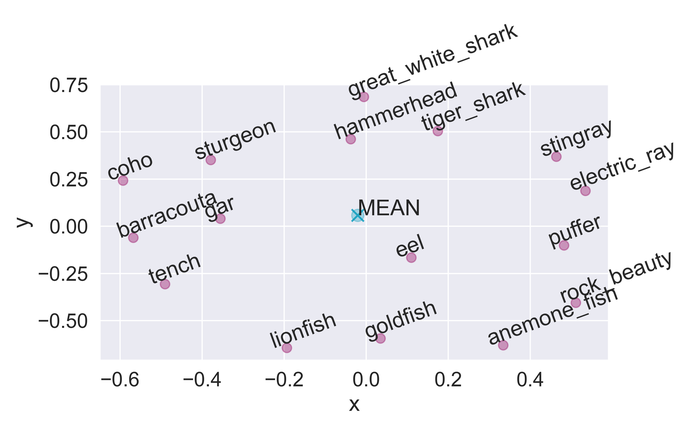 great_white_shark
0.75
hammerhead
tiger_shark
0.50
sturgeon
stingray
coho
electric_ray
0.25
barracouta
gar
MEAN
0.00
y
puffer
eel
tench
−0.25
rock_beauty
anemone_fish
lionfish
goldfish
−0.50
−0.6 −0.4 −0.2 0.0 0.2 0.4
x